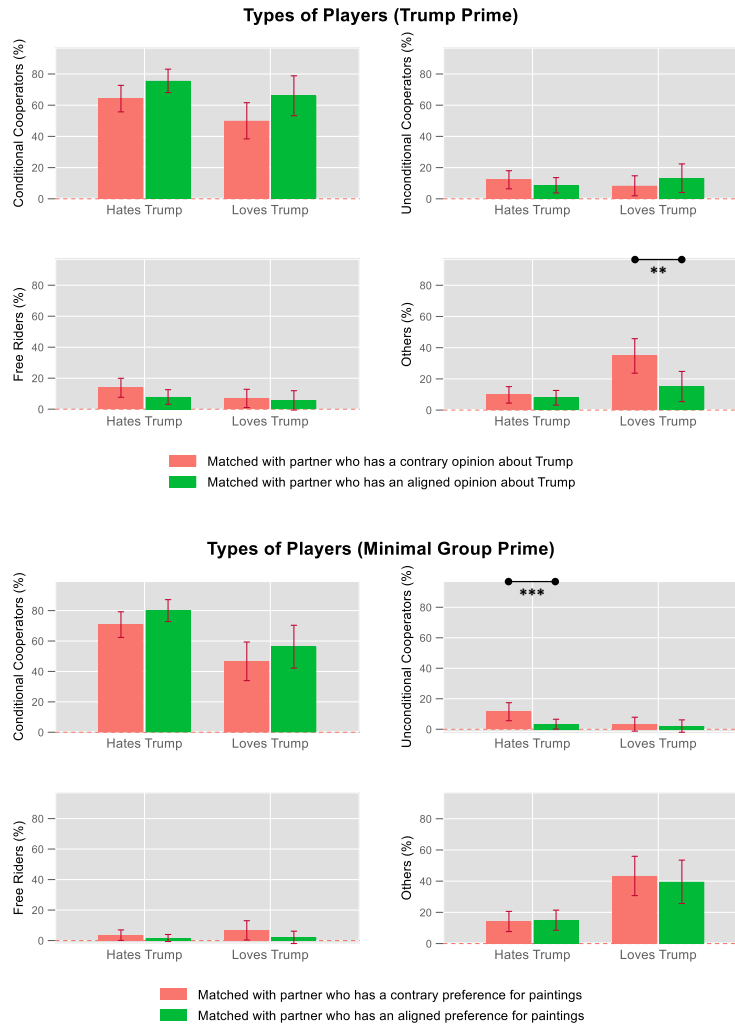 Types of Players (Trump Prime)
Conditional Cooperators (%)
80
60
40
20
0
Hates Trump
Loves Trump
Unconditional Cooperators (%)
80
60
40
20
0
Hates Trump
Loves Trump
Free Riders (%)
80
60
40
20
0
Hates Trump
Loves Trump
Others (%)
80
60
40
20
0
**
Hates Trump
Loves Trump
Matched with partner who has a contrary opinion about Trump
Matched with partner who has an aligned opinion about Trump
Types of Players (Minimal Group Prime)
Conditional Cooperators (%)
80
60
40
20
0
Hates Trump
Loves Trump
Unconditional Cooperators (%)
80
60
40
20
0
***
Hates Trump
Loves Trump
Free Riders (%)
80
60
40
20
0
Hates Trump
Loves Trump
Others (%)
80
60
40
20
0
Hates Trump
Loves Trump
Matched with partner who has a contrary preference for paintings
Matched with partner who has an aligned preference for paintings